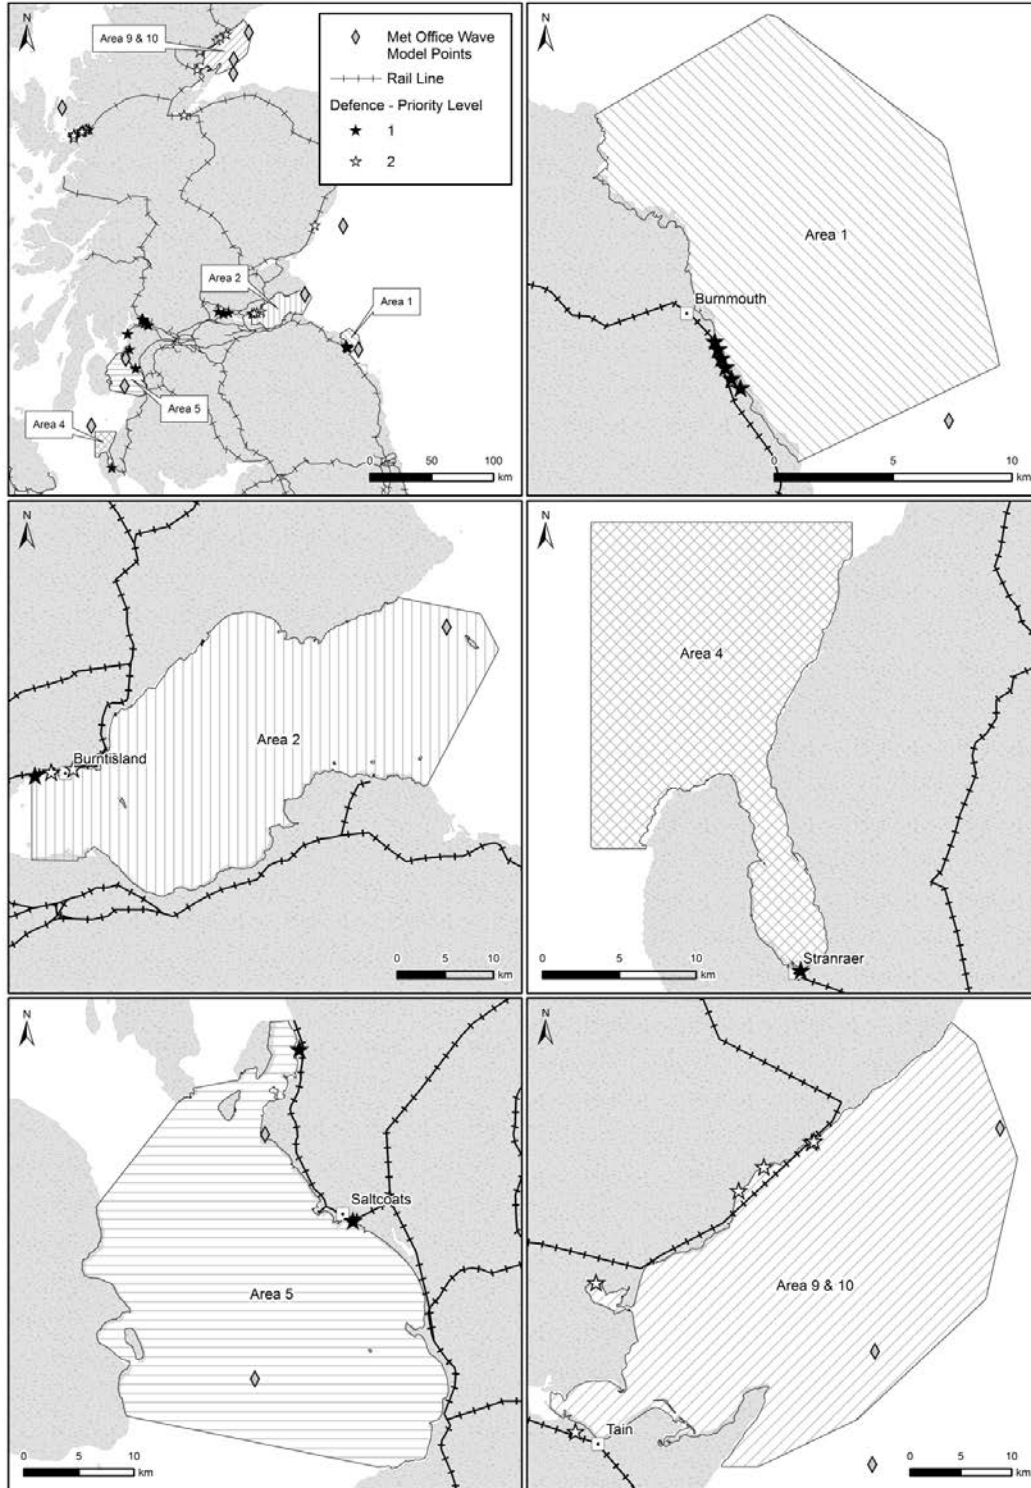 N
Area 9 & 10
Met Office Wave
Model Points
Rail Line
Defence - Priority Level
1
2
Area 2
Area 1
Area 5
Area 4
0 50 100
km
N
Area 1
Burnmouth
0 5 10
km
N
Area 2
Burntisland
0 5 10
km
N
Area 4
Stranraer
0 5 10
km
N
Saltcoats
Area 5
0 5 10
km
N
Area 9 & 10
Tain
0 5 10
km